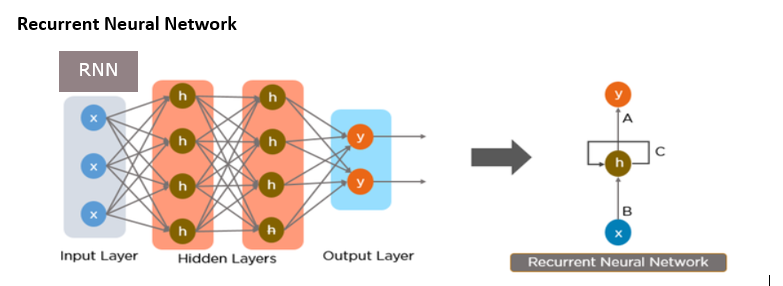 Recurrent Neural Network
RNN
x
x
x
h
h
h
h
h
h
h
h
y
y
Input Layer
Hidden Layers
Output Layer
y
A
C
h
B
x
Recurrent Neural Network